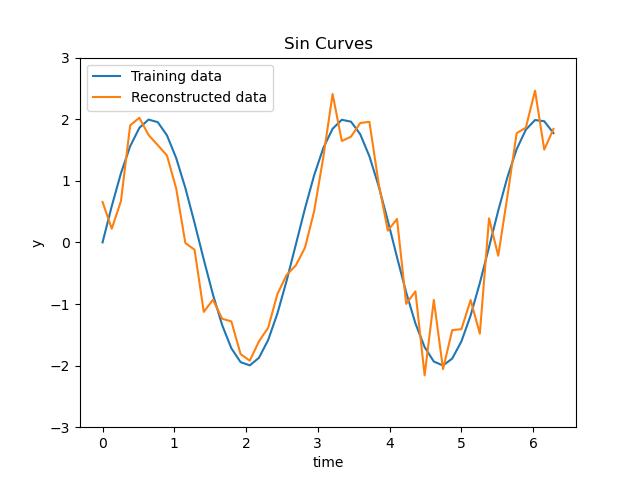 Sin Curves
Training data
Reconstructed data
3
2
1
0
−1
−2
−3
y
0 1 2 3 4 5 6
time